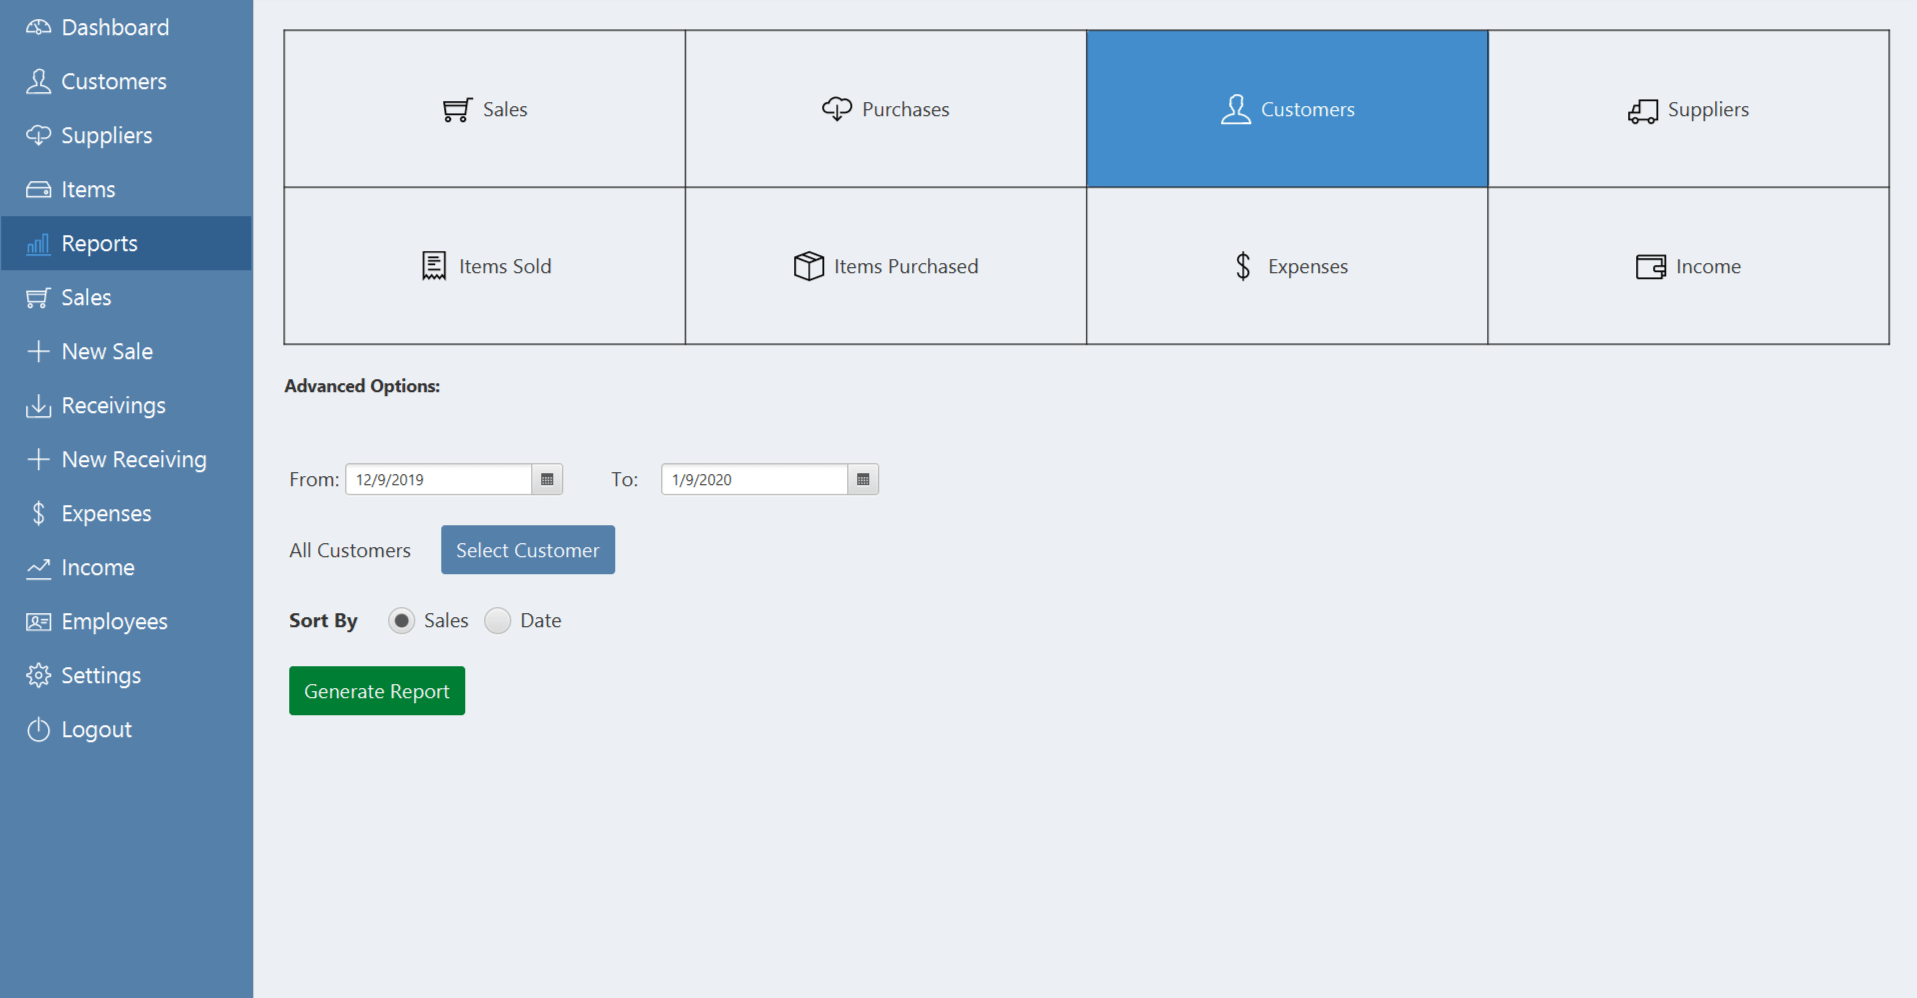 Dashboard
Customers
Suppliers
Items
Reports
Sales
New Sale
Receivings
New Receiving
Expenses
Income
Employees
Settings
Logout
Sales
Purchases
Customers
Suppliers
Items Sold
Items Purchased
Expenses
Income
Advanced Options:
From: 12/9/2019 To: 1/9/2020
All Customers Select Customer
Sort By Sales Date
Generate Report